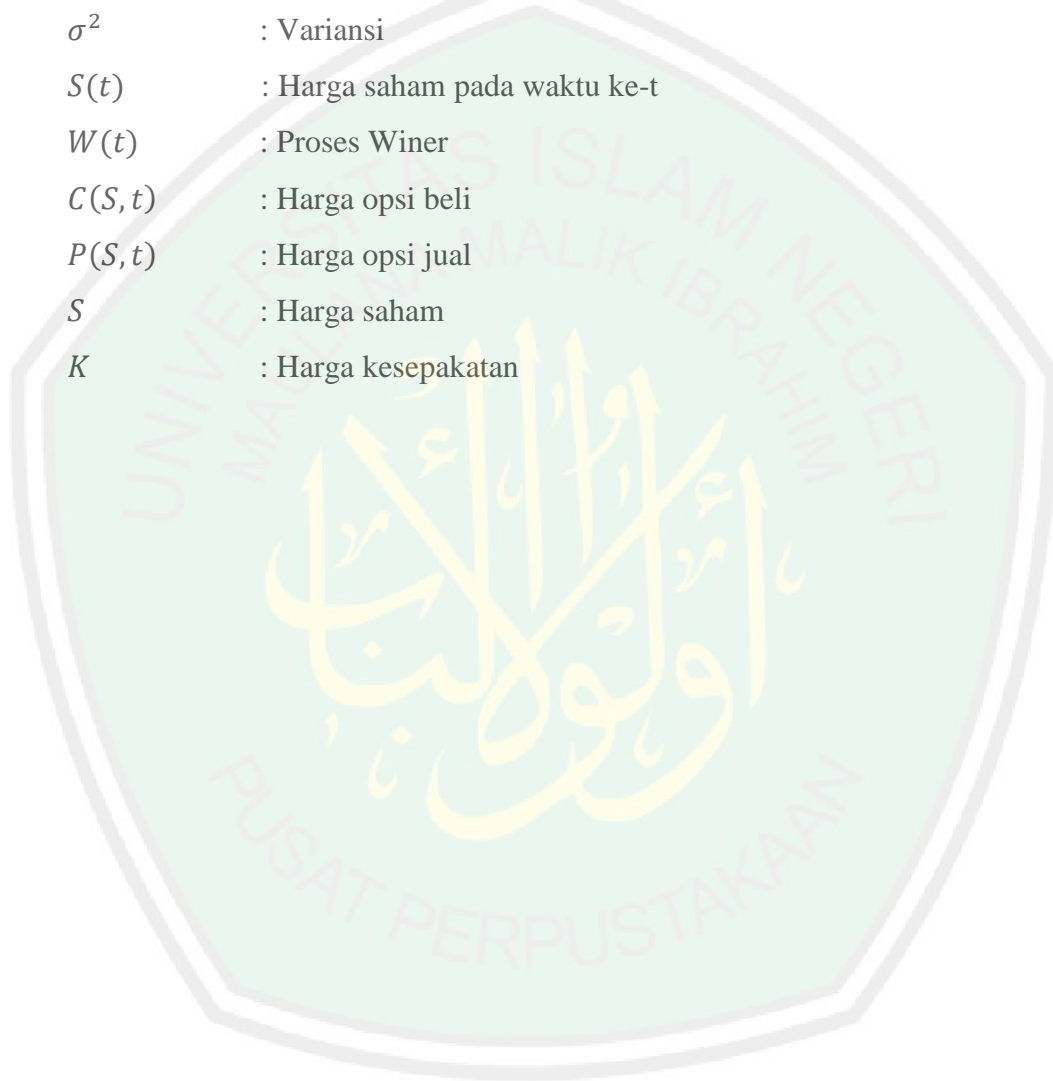 σ² : Variansi
S(t) : Harga saham pada waktu ke-t
W(t) : Proses Winer
C(S,t) : Harga opsi beli
P(S,t) : Harga opsi jual
S : Harga saham
K : Harga kesepakatan
UNIVERSITAS ISLAM NEGERI
MAULANA MALIK IBRAHIM
PUSAT PERPUSTAKAAN